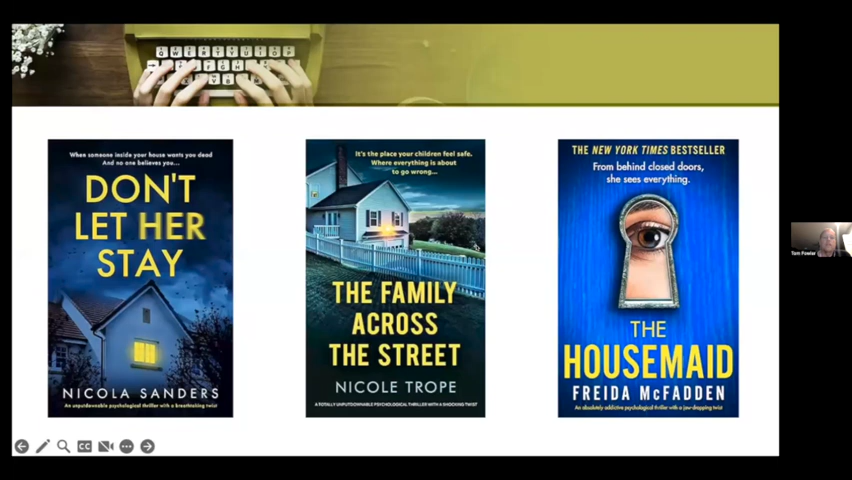 QWERTYUIO
When someone inside your house wants you dead
And no one believes you...
DON'T
LET HER
STAY
NICOLA SANDERS
An unputdownable psychological thriller with a breathtaking twist
It's the place your children feel safe.
Where everything is about
to go wrong...
THE FAMILY
ACROSS
THE STREET
NICOLE TROPE
A TOTALLY UNPUTDOWNABLE PSYCHOLOGICAL THRILLER WITH A SHOCKING TWIST
THE NEW YORK TIMES BESTSELLER
From behind closed doors,
she sees everything.
THE
HOUSEMAID
FREIDA McFADDEN
An absolutely addictive psychological thriller with a jaw-dropping twist
Tom Fowler
CC